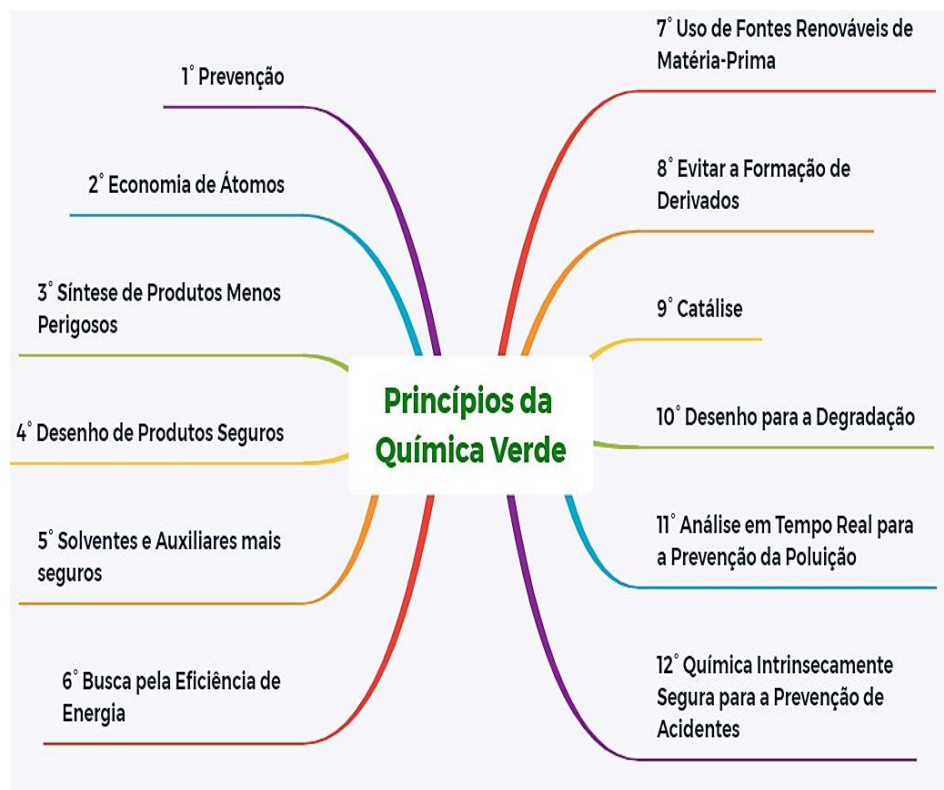 1° Prevenção
2° Economia de Átomos
3° Síntese de Produtos Menos
Perigosos
4° Desenho de Produtos Seguros
5° Solventes e Auxiliares mais
seguros
6° Busca pela Eficiência de
Energia
Princípios da
Química Verde
7° Uso de Fontes Renováveis de
Matéria-Prima
8° Evitar a Formação de
Derivados
9° Catálise
10° Desenho para a Degradação
11° Análise em Tempo Real para
a Prevenção da Poluição
12° Química Intrinsecamente
Segura para a Prevenção de
Acidentes